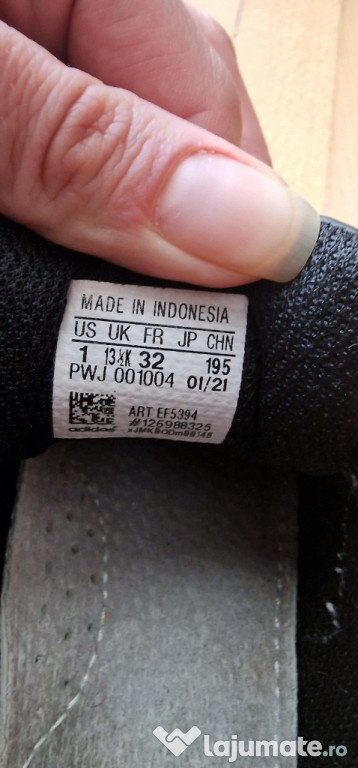 MADE IN INDONESIA
US UK FR JP CHN
1 13½K 32 195
PWJ 001004 01/21
ART EF5394
adidas #126988325
lajumate.ro